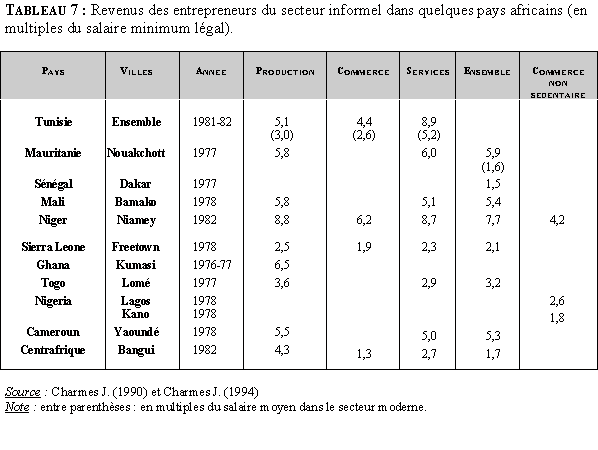 TABLEAU 7 : Revenus des entrepreneurs du secteur informel dans quelques pays africains (en
multiples du salaire minimum légal).
PAYS VILLES ANNEE PRODUCTION COMMERCE SERVICES ENSEMBLE COMMERCE
NON
SEDENTAIRE
Tunisie Ensemble 1981-82 5,1 4,4 8,9
(3,0) (2,6) (5,2)
Mauritanie Nouakchott 1977 5,8 6,0 5,9
(1,6)
Sénégal Dakar 1977 1,5
Mali Bamako 1978 5,8 5,1 5,4
Niger Niamey 1982 8,8 6,2 8,7 7,7 4,2
Sierra Leone Freetown 1978 2,5 1,9 2,3 2,1
Ghana Kumasi 1976-77 6,5
Togo Lomé 1977 3,6 2,9 3,2
Nigeria Lagos 1978 2,6
Kano 1978 1,8
Cameroun Yaoundé 1978 5,5 5,0 5,3
Centrafrique Bangui 1982 4,3 1,3 2,7 1,7
Source : Charmes J. (1990) et Charmes J. (1994)
Note : entre parenthèses : en multiples du salaire moyen dans le secteur moderne.